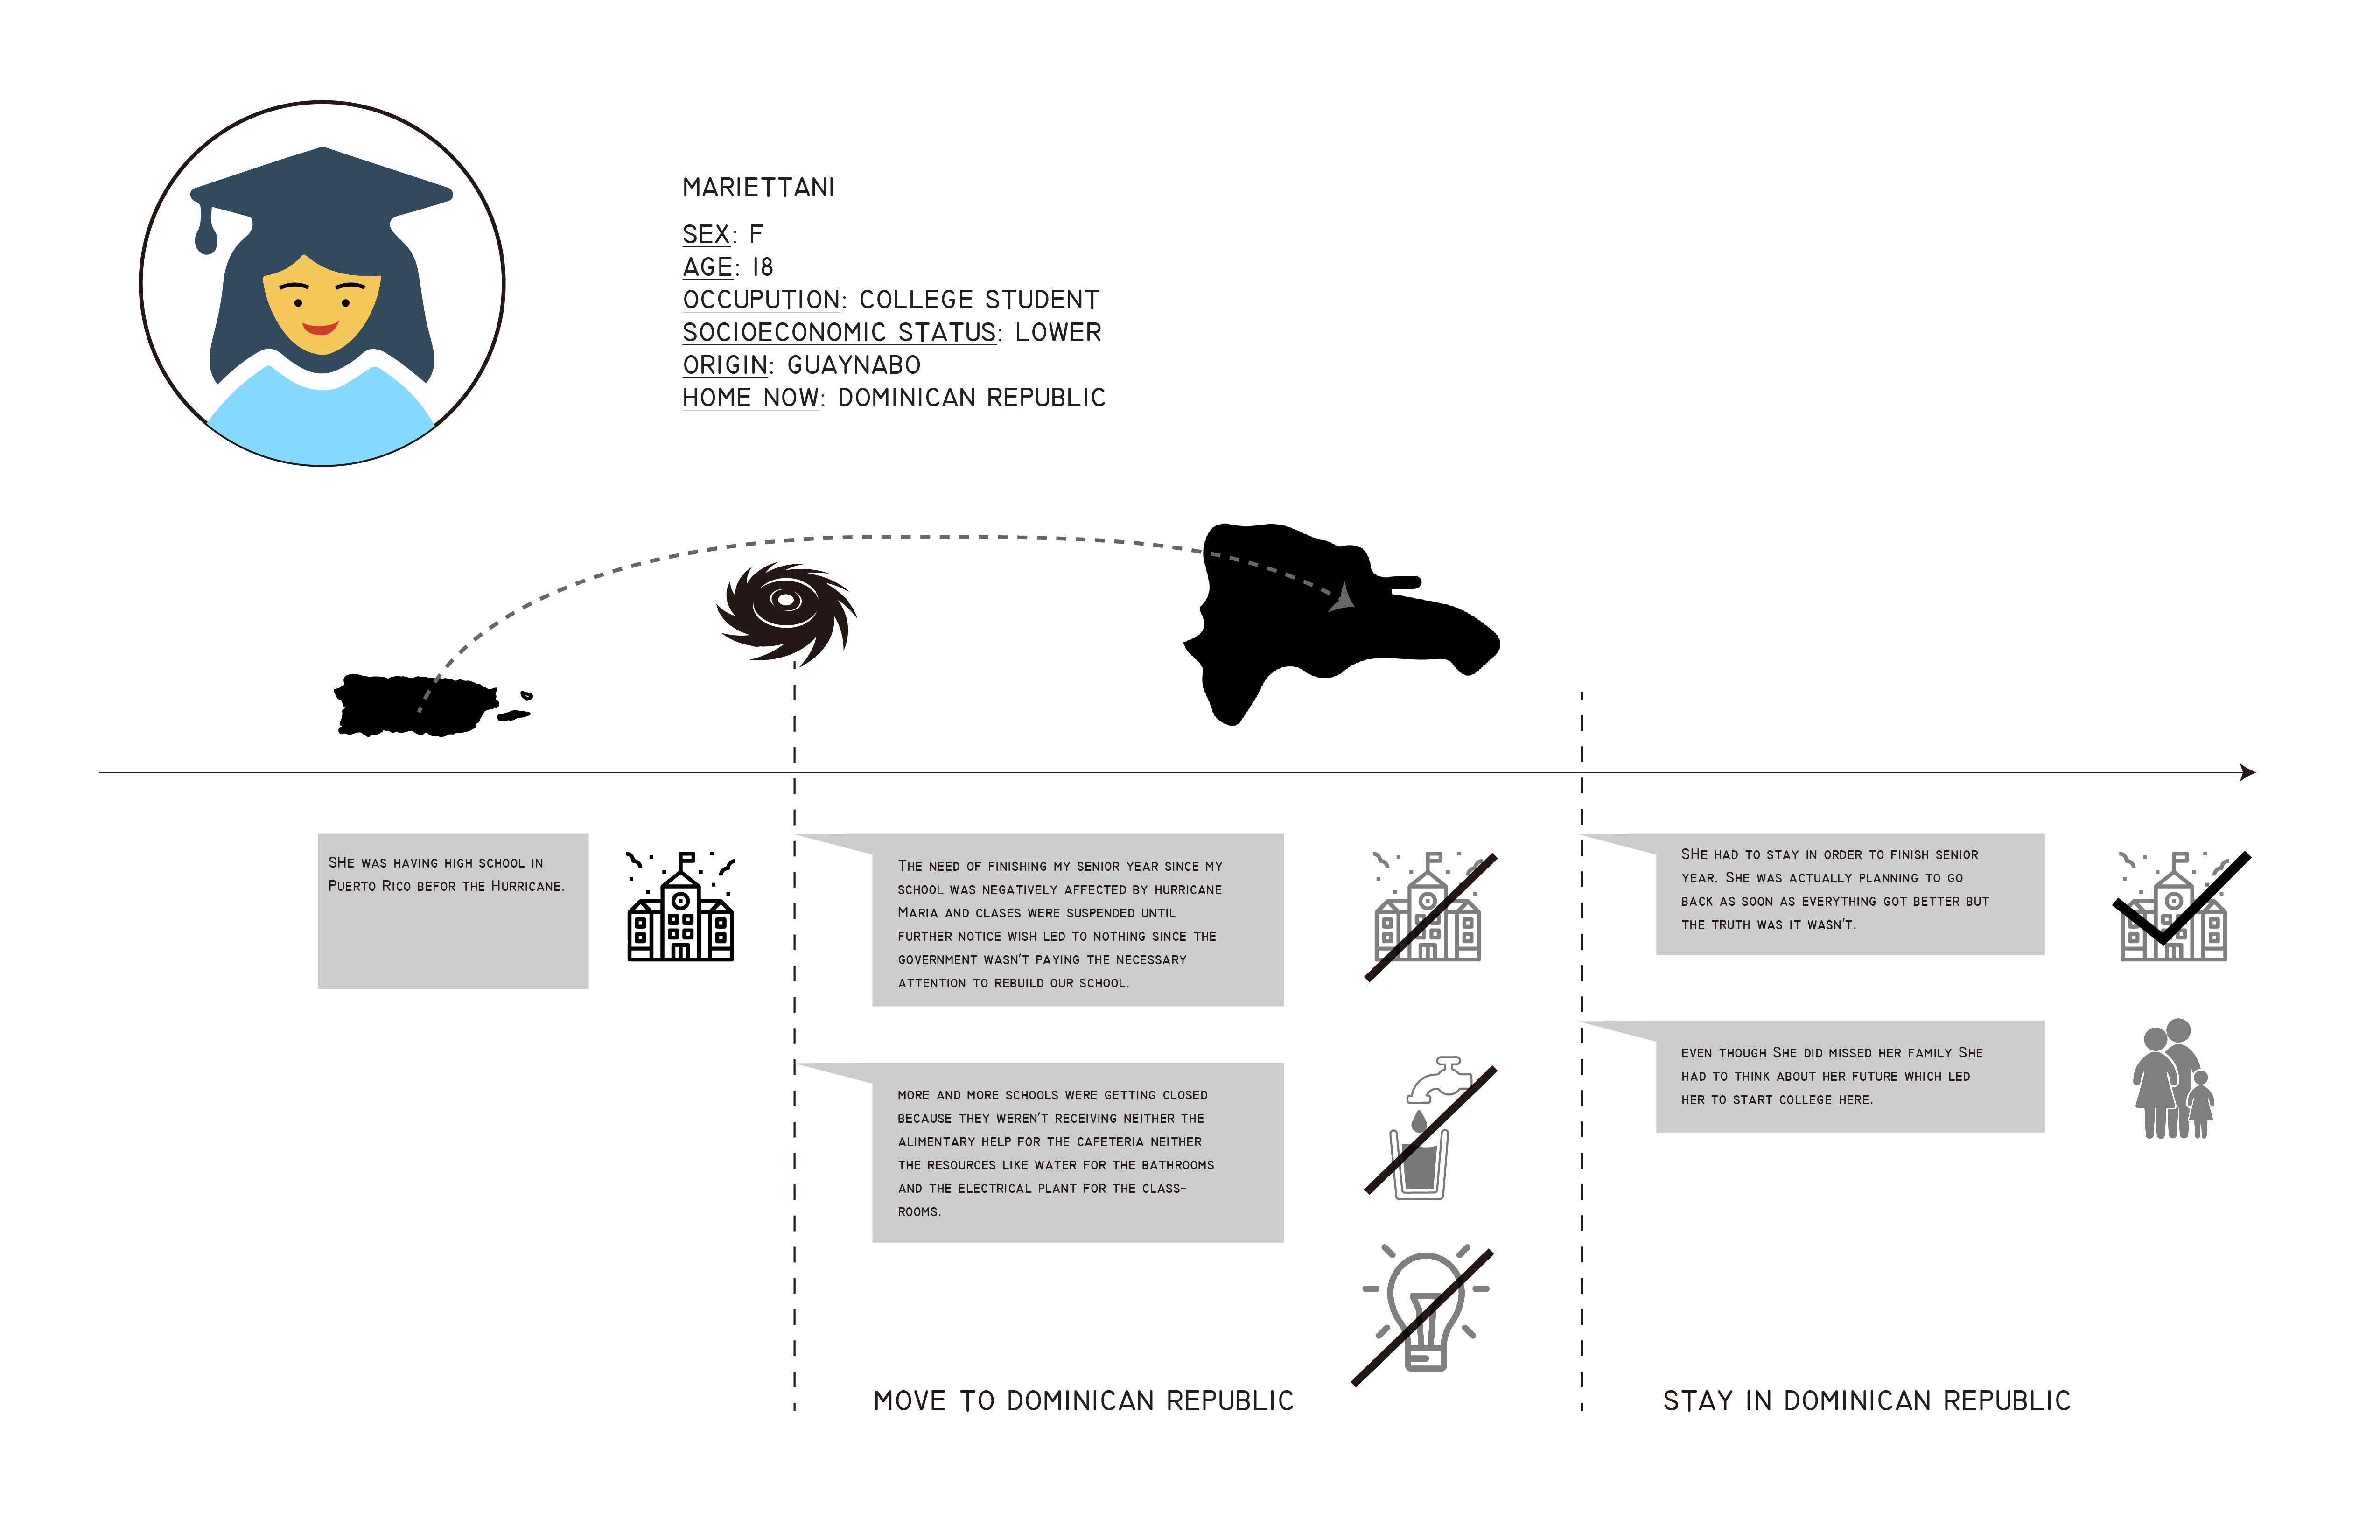 MARIETTANI
SEX: F
AGE: 18
OCCUPUTION: COLLEGE STUDENT
SOCIOECONOMIC STATUS: LOWER
ORIGIN: GUAYNABO
HOME NOW: DOMINICAN REPUBLIC
SHe was having high school in
Puerto Rico befor the Hurricane.
The need of finishing my senior year since my
school was negatively affected by hurricane
Maria and clases were suspended until
further notice wish led to nothing since the
government wasn't paying the necessary
attention to rebuild our school.
more and more schools were getting closed
because they weren't receiving neither the
alimentary help for the cafeteria neither
the resources like water for the bathrooms
and the electrical plant for the class-
rooms.
SHe had to stay in order to finish senior
year. She was actually planning to go
back as soon as everything got better but
the truth was it wasn't.
even though She did missed her family She
had to think about her future which led
her to start college here.
MOVE TO DOMINICAN REPUBLIC
STAY IN DOMINICAN REPUBLIC